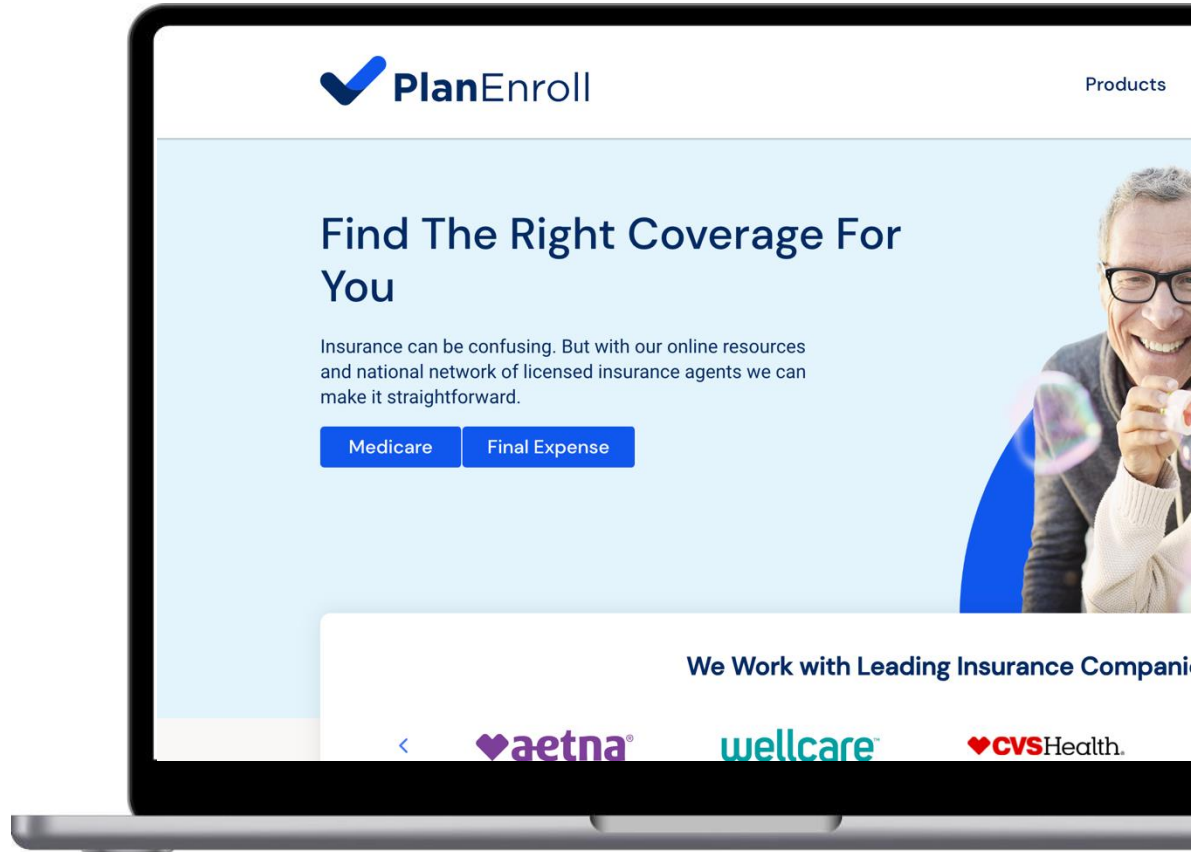 PlanEnroll
Products
Find The Right Coverage For
You
Insurance can be confusing. But with our online resources
and national network of licensed insurance agents we can
make it straightforward.
Medicare
Final Expense
We Work with Leading Insurance Compani
aetna®
wellcare™
CVSHealth.